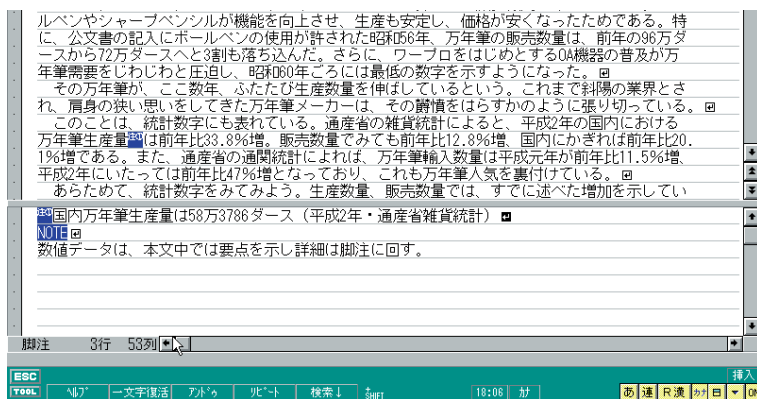 ルペンやシャープペンシルが機能を向上させ、生産も安定し、価格が安くなったためである。特
に、公文書の記入にボールペンの使用が許された昭和56年、万年筆の販売数量は、前年の96万ダ
ースから72万ダースへと3割も落ち込んだ。さらに、ワープロをはじめとするOA機器の普及が万
年筆需要をじわじわと圧迫し、昭和60年ごろには最低の数字を示すようになった。
その万年筆が、ここ数年、ふたたび生産数量を伸ばしているという。これまで斜陽の業界とさ
れ、肩身の狭い思いをしてきた万年筆メーカーは、その欝憤をはらすかのように張り切っている。
このことは、統計数字にも表れている。通産省の雑貨統計によると、平成2年の国内における
万年筆生産量注1は前年比33.8%増。販売数量でみても前年比12.8%増、国内にかぎれば前年比20.
1%増である。また、通産省の通関統計によれば、万年筆輸入数量は平成元年が前年比11.5%増、
平成2年にいたっては前年比47%増となっており、これも万年筆人気を裏付けている。
あらためて、統計数字をみてみよう。生産数量、販売数量では、すでに述べた増加を示してい
注1国内万年筆生産量は58万3786ダース（平成2年・通産省雑貨統計）
NOTE
数値データは、本文中では要点を示し詳細は脚注に回す。
脚注 3行 53列
ESC 挿入
TOOL ヘルプ 一文字復活 アンドゥ リピート 検索↓ SHIFT 18:06 カナ あ 連 R漢 カナ 日 ON